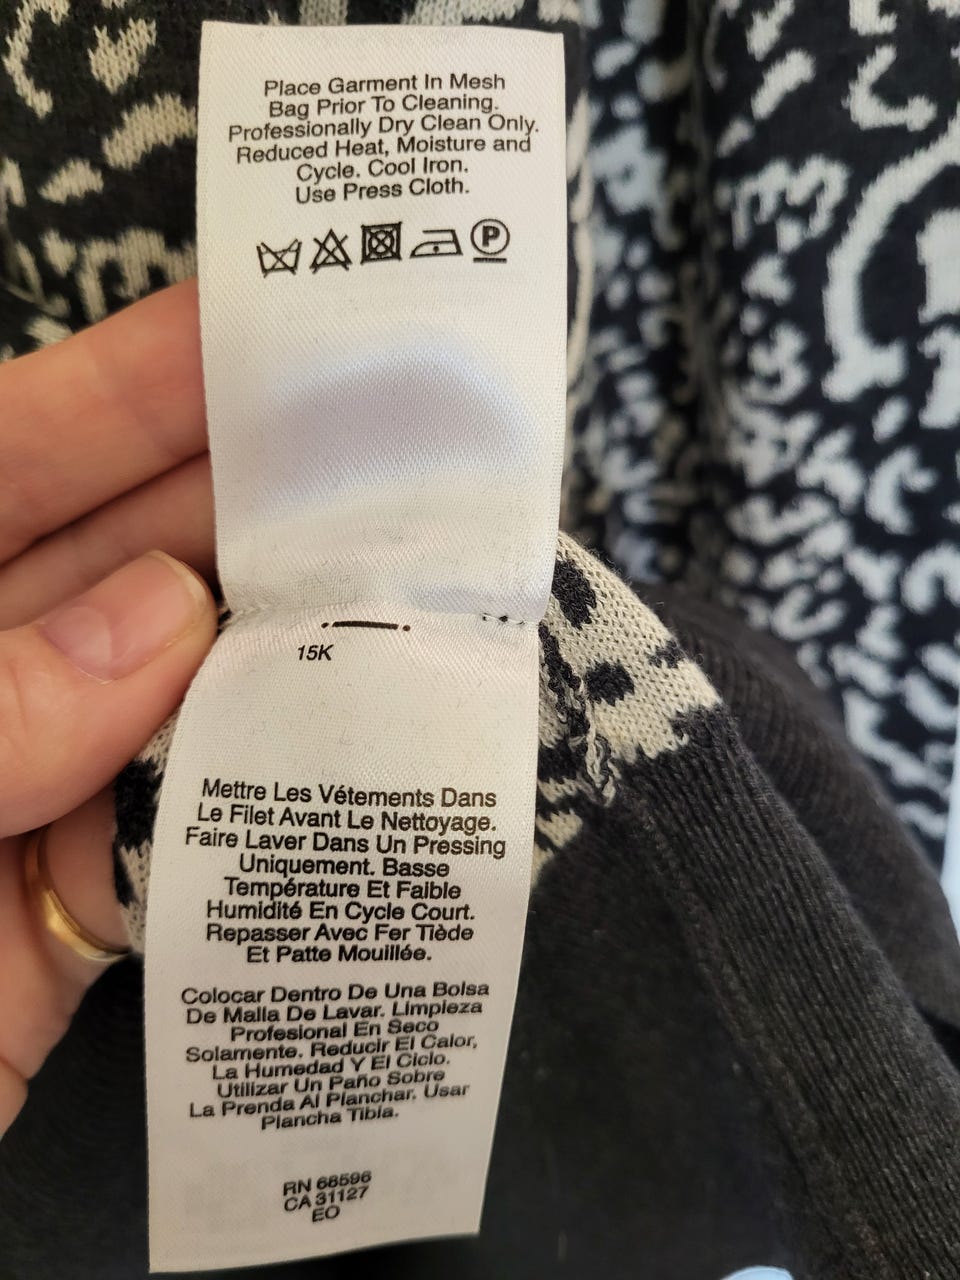 Place Garment In Mesh
Bag Prior To Cleaning.
Professionally Dry Clean Only.
Reduced Heat, Moisture and
Cycle. Cool Iron.
Use Press Cloth.
P
15K
Mettre Les Vétements Dans
Le Filet Avant Le Nettoyage.
Faire Laver Dans Un Pressing
Uniquement. Basse
Température Et Faible
Humidité En Cycle Court.
Repasser Avec Fer Tiède
Et Patte Mouillée.
Colocar Dentro De Una Bolsa
De Malla De Lavar. Limpieza
Profesional En Seco
Solamente. Reducir El Calor,
La Humedad Y El Ciclo.
Utilizar Un Paño Sobre
La Prenda Al Planchar. Usar
Plancha Tibia.
RN 68596
CA 31127
EO